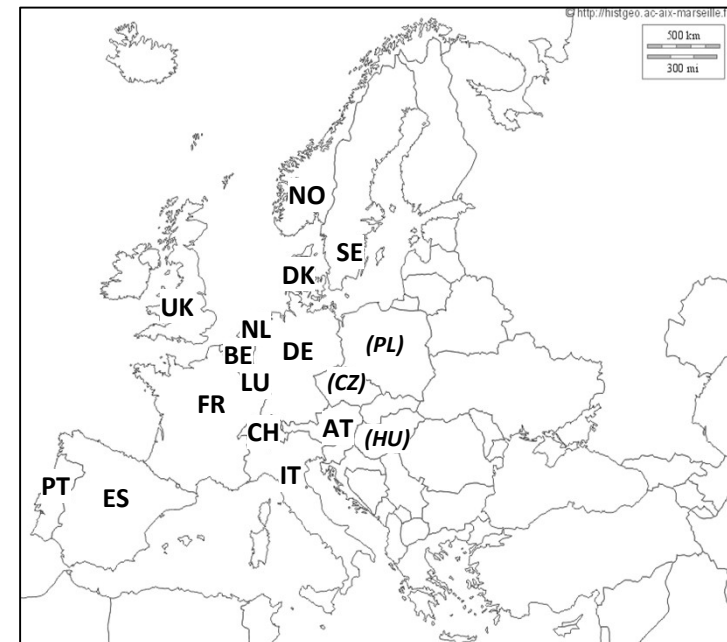 © http://histgeo.ac-aix-marseille.f
500 km
300 mi
NO
SE
DK
UK
NL
BE
DE
(PL)
LU
(CZ)
FR
CH
AT
(HU)
IT
PT
ES